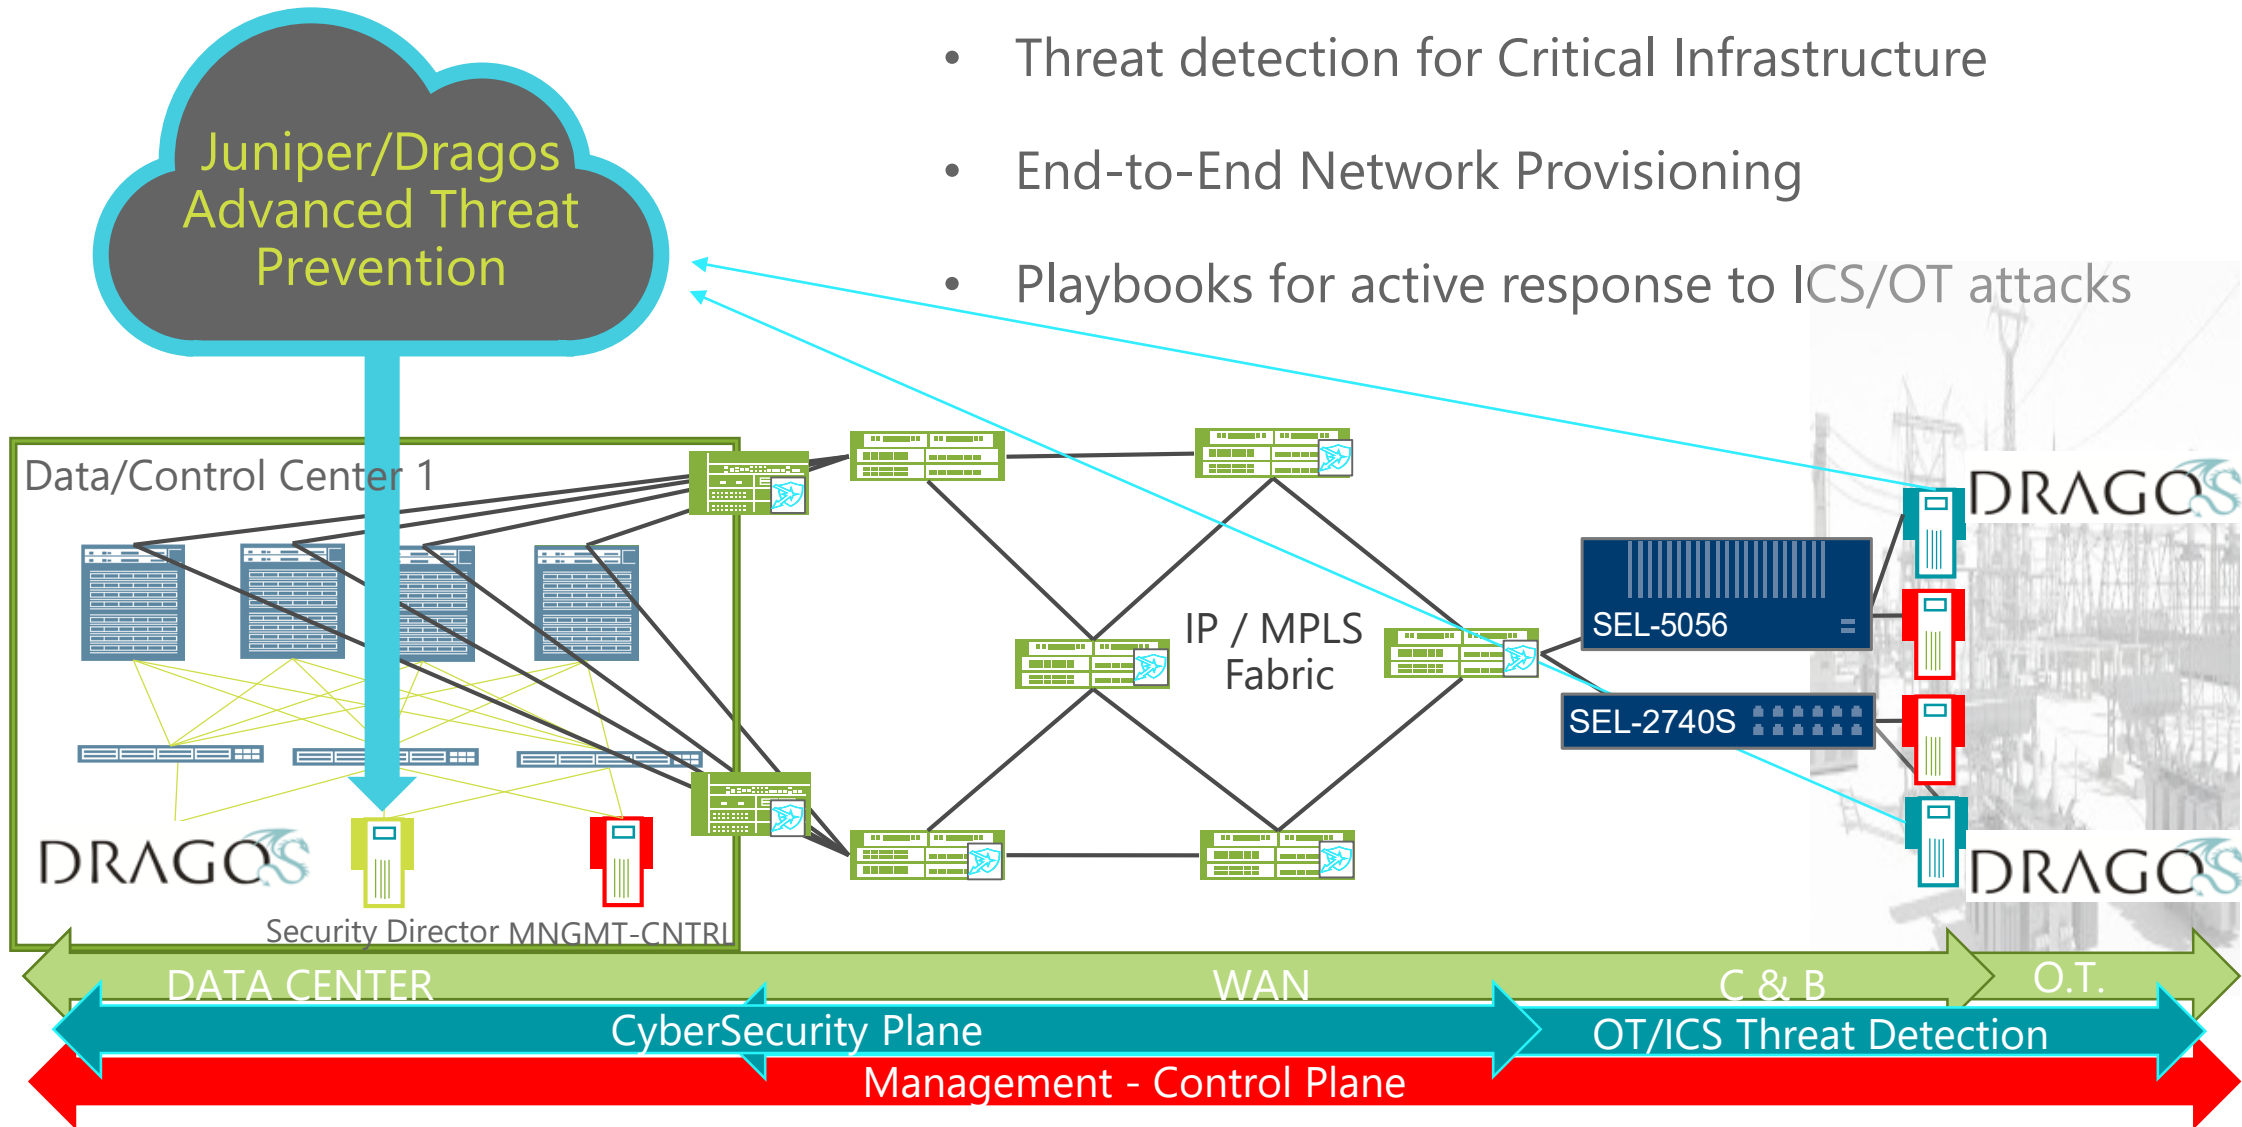 • Threat detection for Critical Infrastructure
• End-to-End Network Provisioning
• Playbooks for active response to ICS/OT attacks
Juniper/Dragos
Advanced Threat
Prevention
Data/Control Center 1
DRAGOS
IP / MPLS
Fabric
SEL-5056
SEL-2740S
DRAGOS
DRAGOS
Security Director
MNGMT-CNTRL
DATA CENTER
WAN
C & B
O.T.
CyberSecurity Plane
OT/ICS Threat Detection
Management - Control Plane